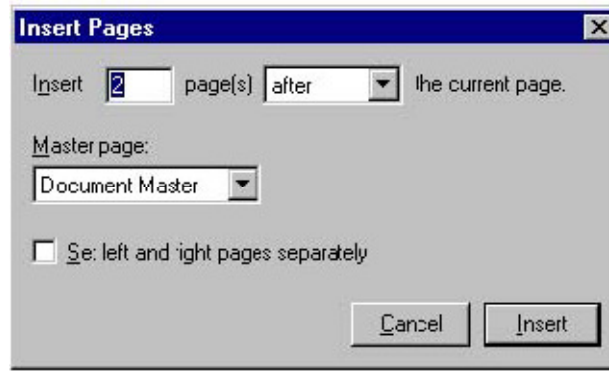 Insert Pages
Insert 2 page(s) after the current page.
Master page:
Document Master
Set left and right pages separately
Cancel Insert